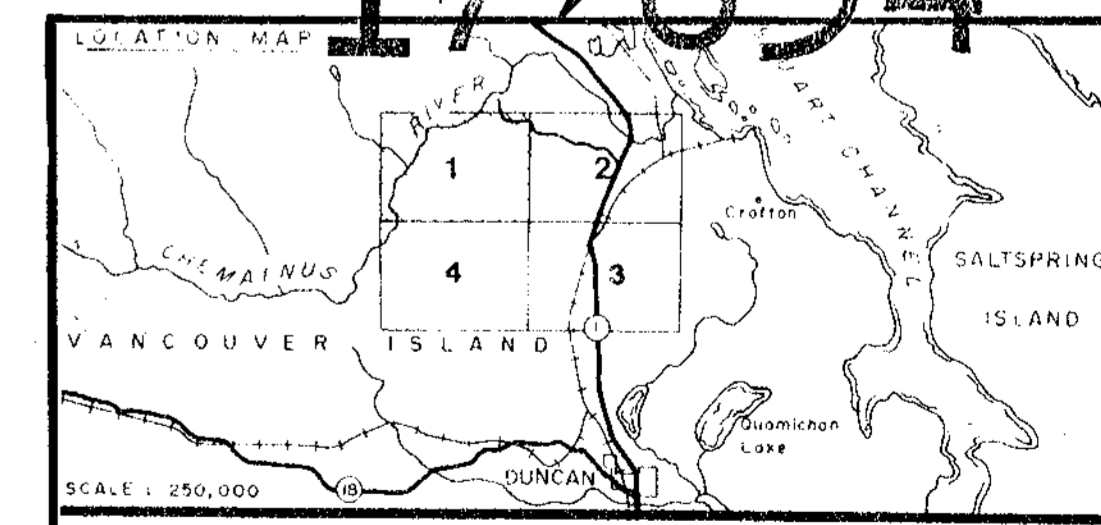 LOCATION MAP
RIVER
1
2
Crofton
CHANNEL
CHEMAINUS
4
3
SALTSPRING
ISLAND
1
VANCOUVER ISLAND
Quamichan
Lake
DUNCAN
SCALE : 250,000
18